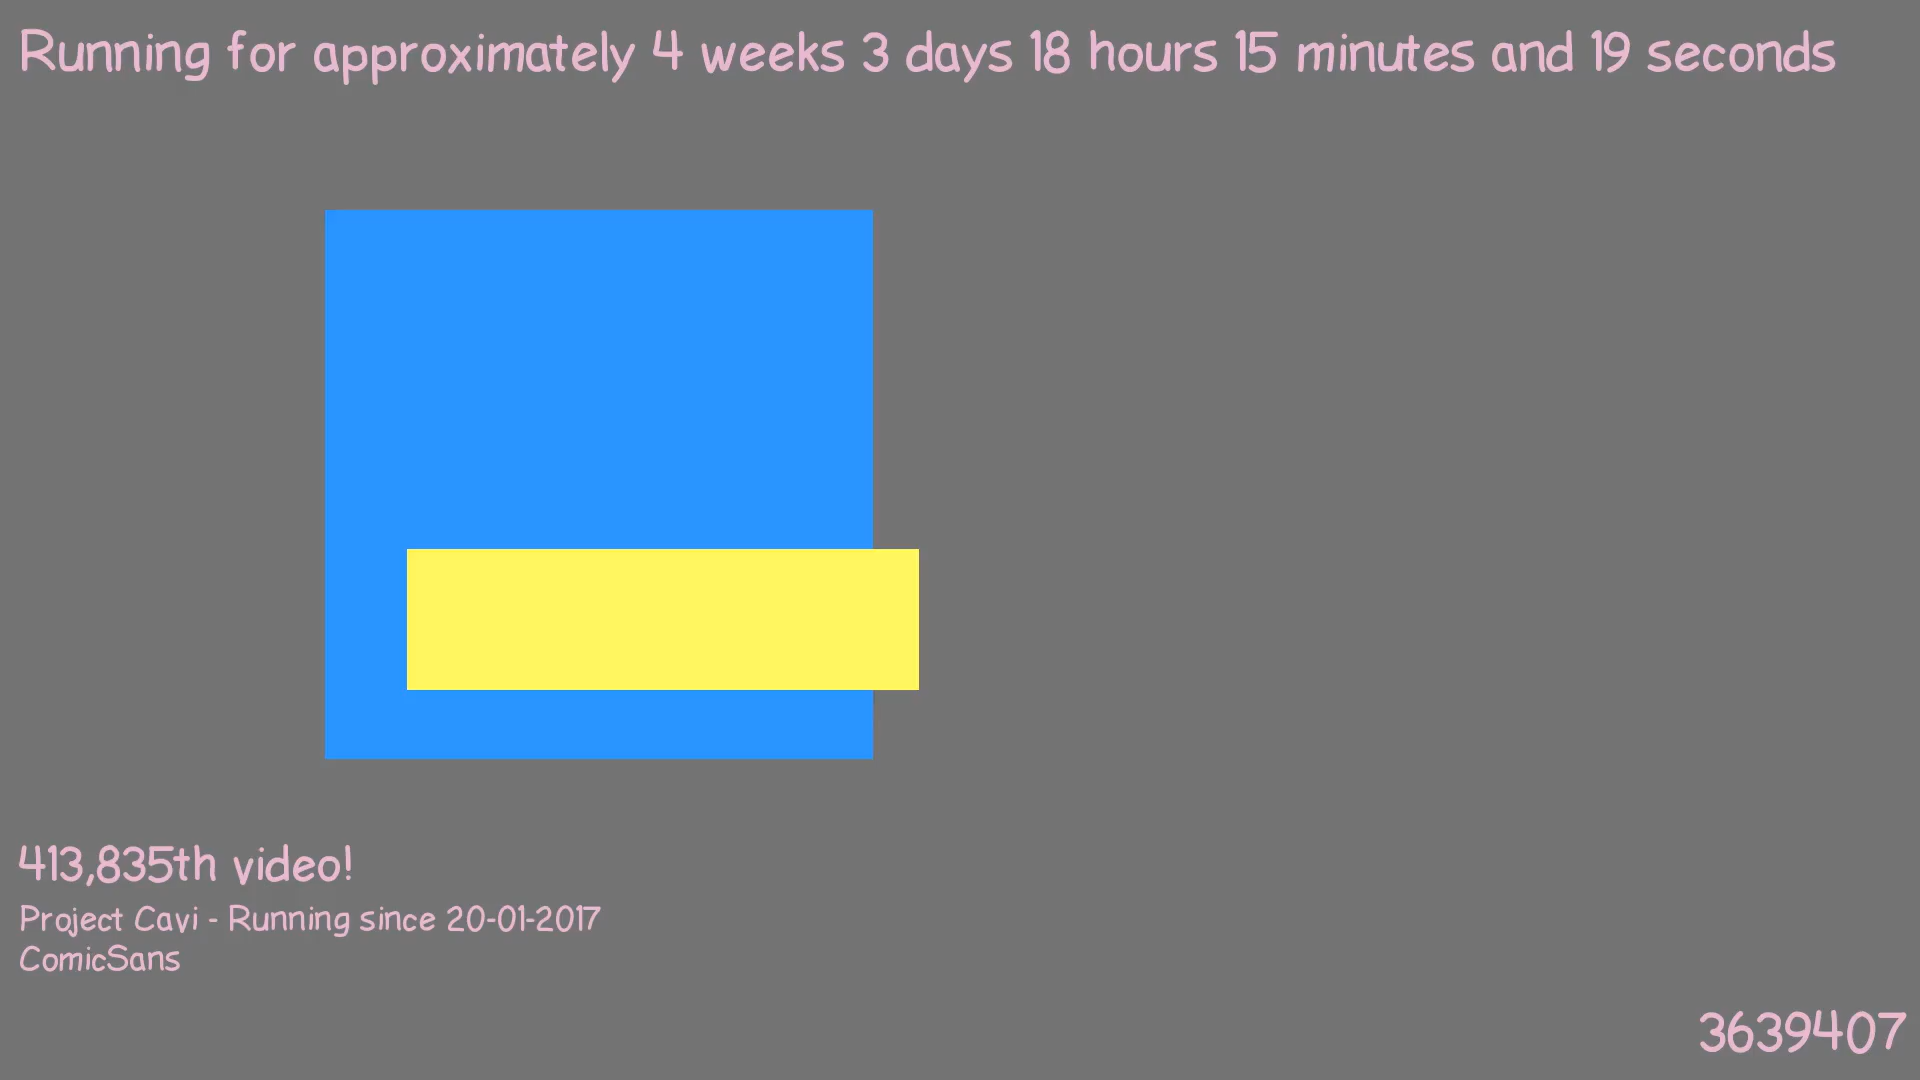 Running for approximately 4 weeks 3 days 18 hours 15 minutes and 19 seconds
413,835th video!
Project Cavi - Running since 20-01-2017
ComicSans
3639407